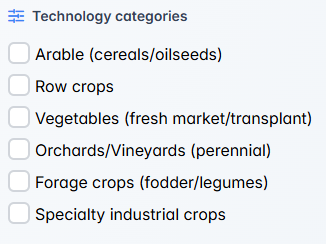 Technology categories
Arable (cereals/oilseeds)
Row crops
Vegetables (fresh market/transplant)
Orchards/Vineyards (perennial)
Forage crops (fodder/legumes)
Specialty industrial crops